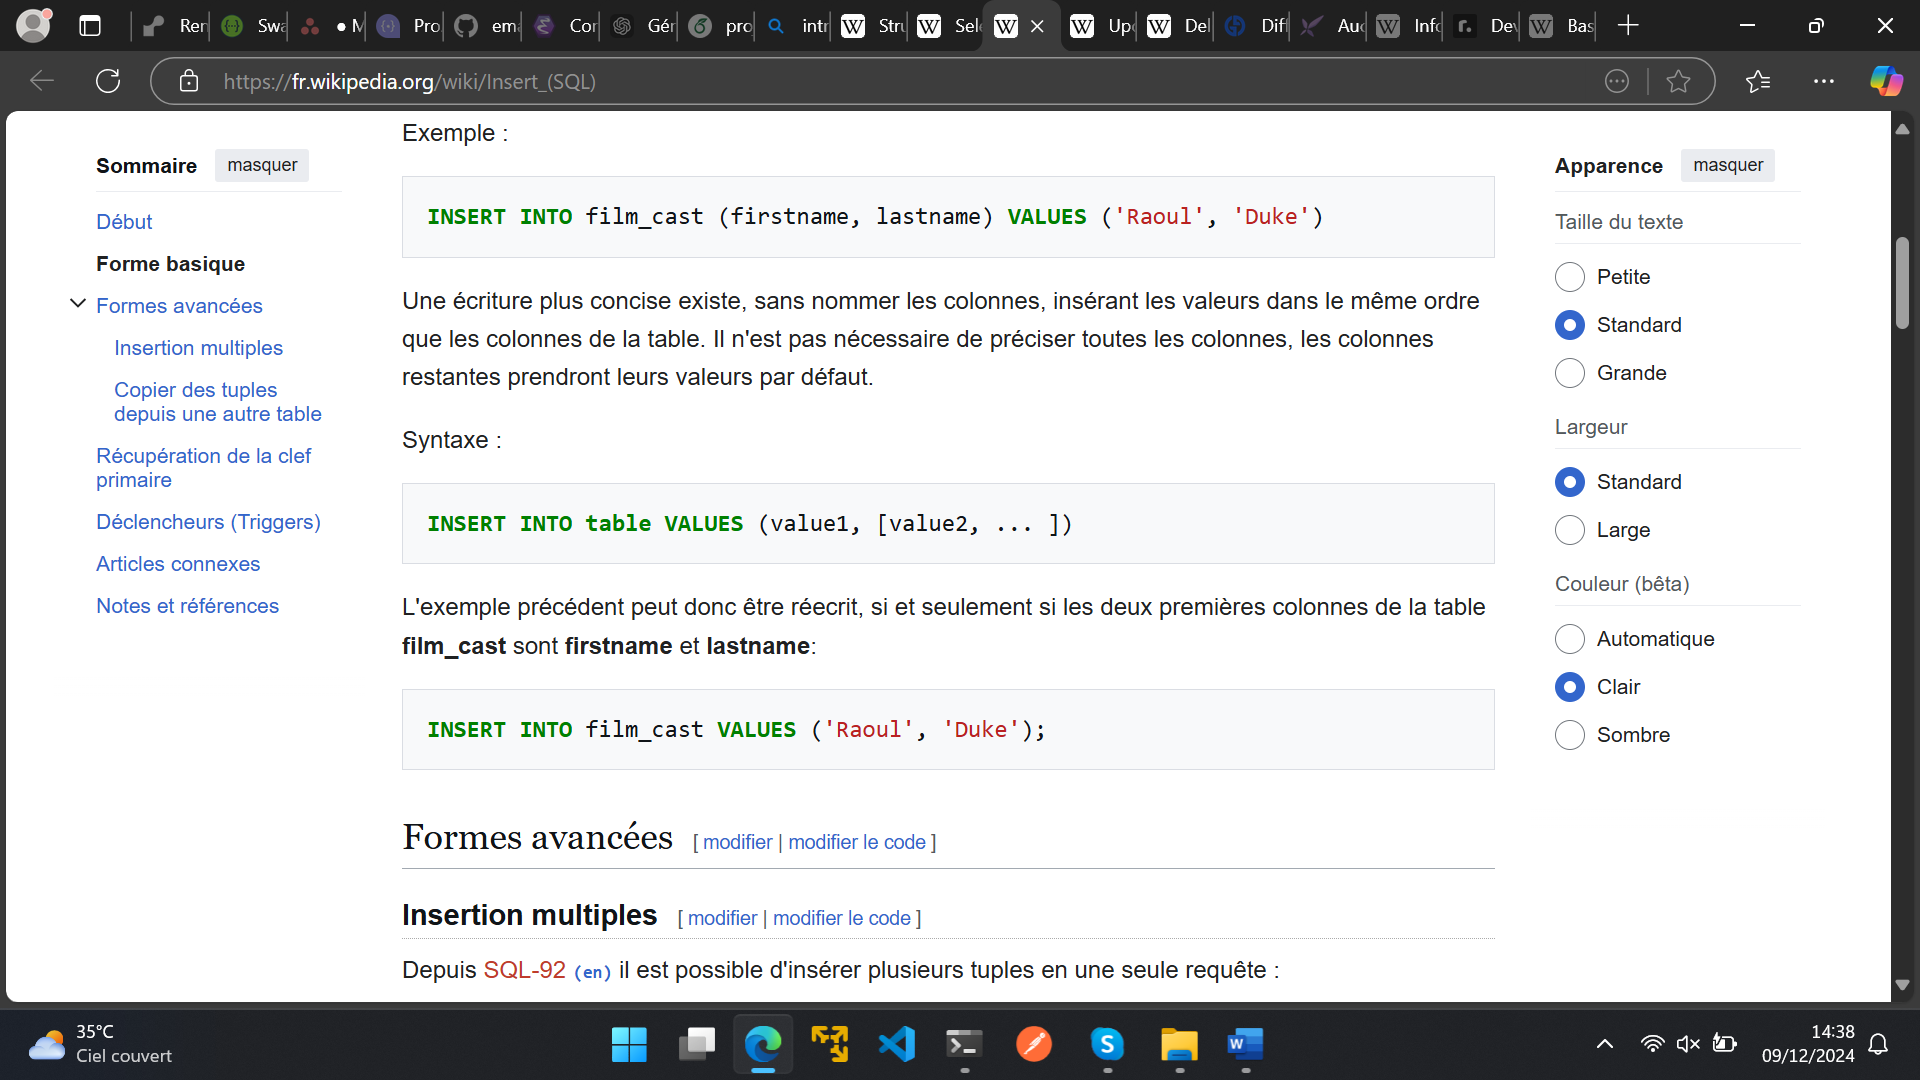 Ren
Swa
● M
Pro
ema
Cor
Gér
pro
intr
Stru
Sele
Upd
Del
Diff
Auc
Info
Dev
Bas
https://fr.wikipedia.org/wiki/Insert_(SQL)
Sommaire masquer
Début
Forme basique
Formes avancées
Insertion multiples
Copier des tuples
depuis une autre table
Récupération de la clef
primaire
Déclencheurs (Triggers)
Articles connexes
Notes et références
Exemple :
INSERT INTO film_cast (firstname, lastname) VALUES ('Raoul', 'Duke')
Une écriture plus concise existe, sans nommer les colonnes, insérant les valeurs dans le même ordre
que les colonnes de la table. Il n'est pas nécessaire de préciser toutes les colonnes, les colonnes
restantes prendront leurs valeurs par défaut.
Syntaxe :
INSERT INTO table VALUES (value1, [value2, ... ])
L'exemple précédent peut donc être réecrit, si et seulement si les deux premières colonnes de la table
film_cast sont firstname et lastname:
INSERT INTO film_cast VALUES ('Raoul', 'Duke');
Formes avancées [ modifier | modifier le code ]
Insertion multiples [ modifier | modifier le code ]
Depuis SQL-92 (en) il est possible d'insérer plusieurs tuples en une seule requête :
Apparence masquer
Taille du texte
Petite
Standard
Grande
Largeur
Standard
Large
Couleur (bêta)
Automatique
Clair
Sombre
35°C
Ciel couvert
14:38
09/12/2024